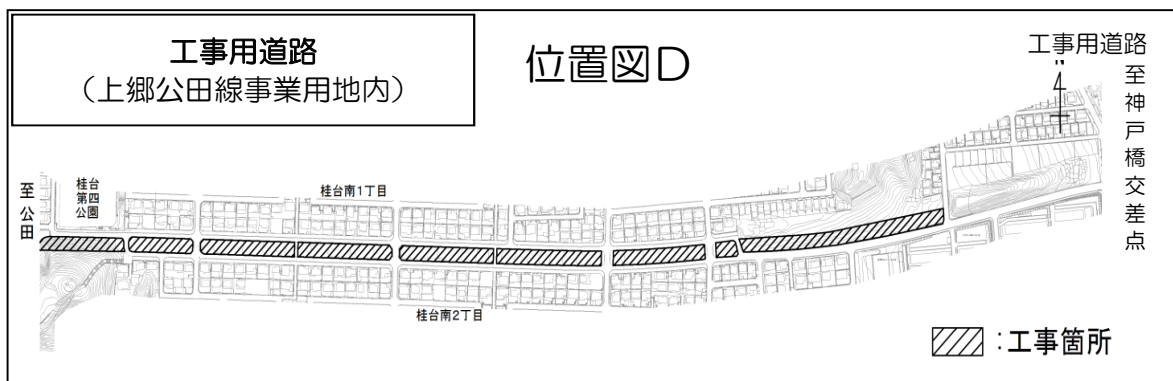 工事用道路
（上郷公田線事業用地内）
位置図D
工事用道路
N
至神戸橋交差点
至公田
桂台
第四
公園
桂台南1丁目
桂台南2丁目
：工事箇所